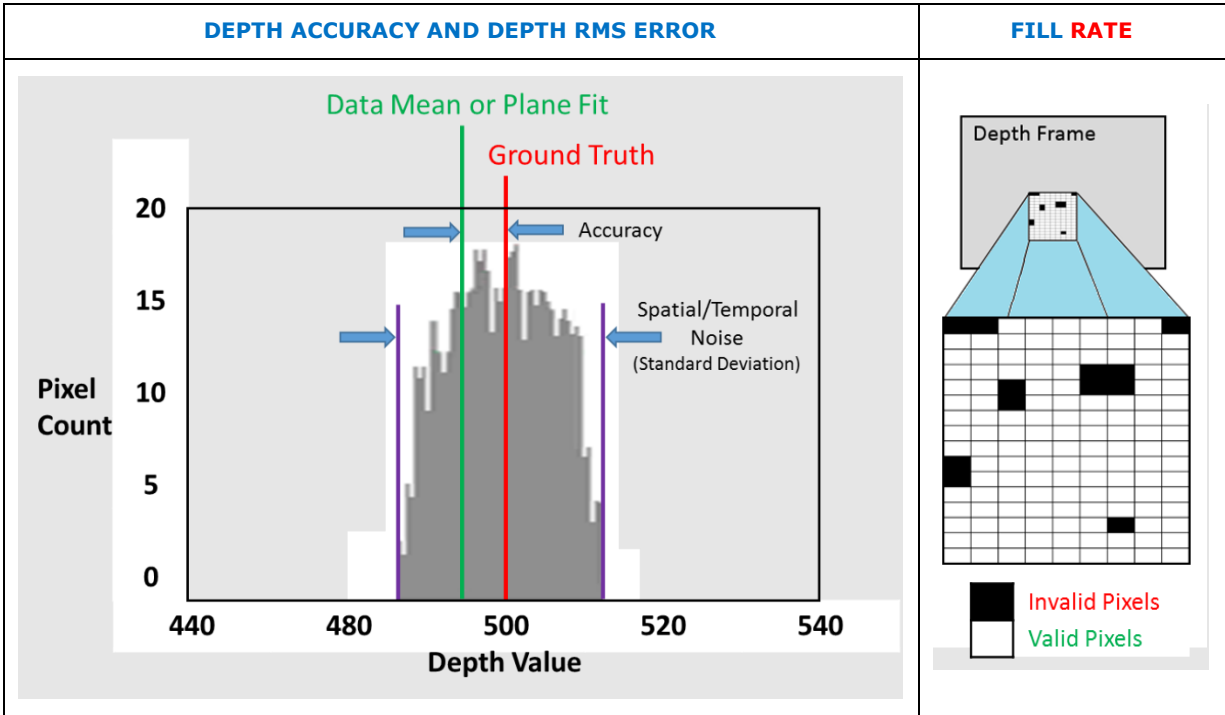 DEPTH ACCURACY AND DEPTH RMS ERROR
FILL RATE
Data Mean or Plane Fit
Ground Truth
20
Accuracy
15
Spatial/Temporal
Noise
(Standard Deviation)
Pixel
Count
10
5
0
440
480
500
520
540
Depth Value
Depth Frame
Invalid Pixels
Valid Pixels